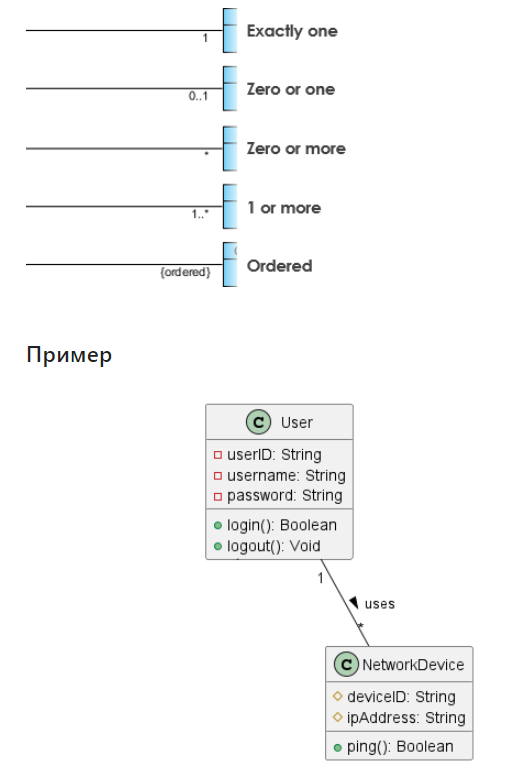 1 Exactly one
0..1 Zero or one
* Zero or more
1..* 1 or more
{ordered} Ordered
Пример
C User
userID: String
username: String
password: String
login(): Boolean
logout(): Void
1
uses
*
C NetworkDevice
deviceID: String
ipAddress: String
ping(): Boolean